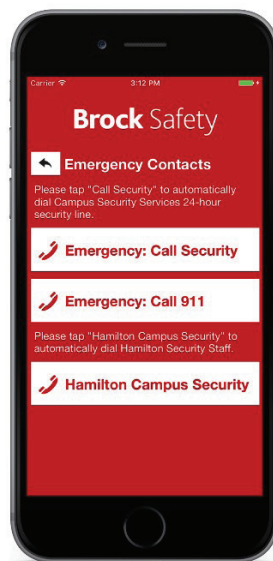 Carrier 3:12 PM
Brock Safety
Emergency Contacts
Please tap "Call Security" to automatically
dial Campus Security Services 24-hour
security line.
Emergency: Call Security
Emergency: Call 911
Please tap "Hamilton Campus Security" to
automatically dial Hamilton Security Staff.
Hamilton Campus Security